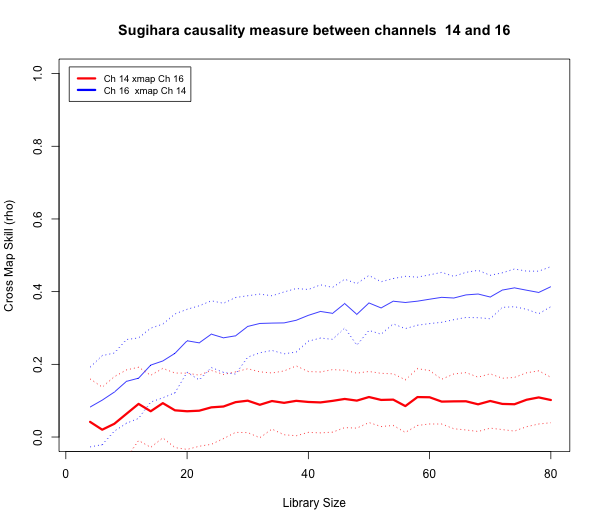 Sugihara causality measure between channels  14 and 16
Ch 14 xmap Ch 16
Ch 16  xmap Ch 14
Cross Map Skill (rho)
1.0
0.8
0.6
0.4
0.2
0.0
0 20 40 60 80
Library Size